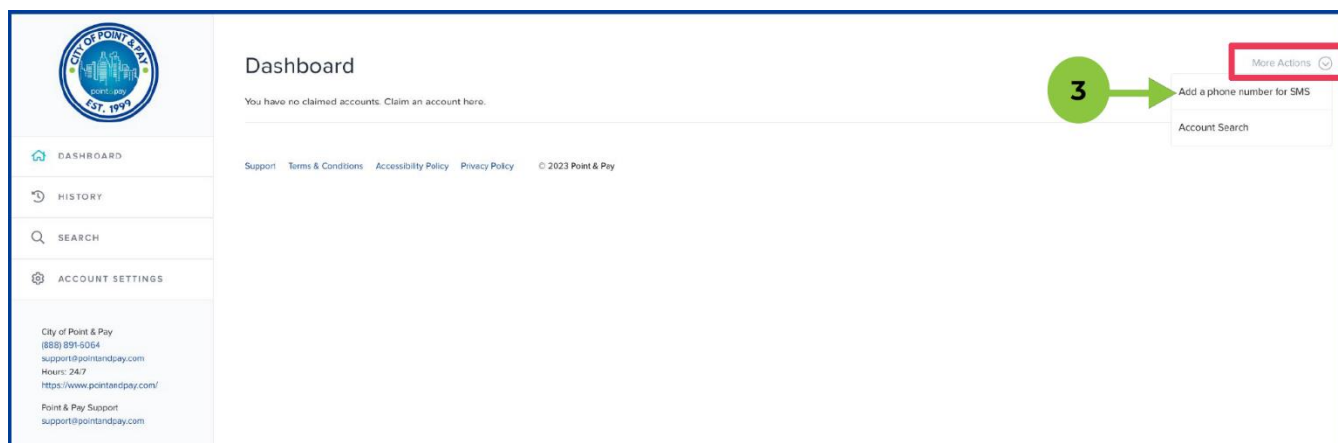 CITY OF POINT & PAY
point&pay
EST. 1999
DASHBOARD
HISTORY
SEARCH
ACCOUNT SETTINGS
City of Point & Pay
(888) 891-6064
support@pointandpay.com
Hours: 24/7
https://www.pointandpay.com/
Point & Pay Support
support@pointandpay.com
Dashboard
You have no claimed accounts. Claim an account here.
Support Terms & Conditions Accessibility Policy Privacy Policy © 2023 Point & Pay
More Actions
3
Add a phone number for SMS
Account Search